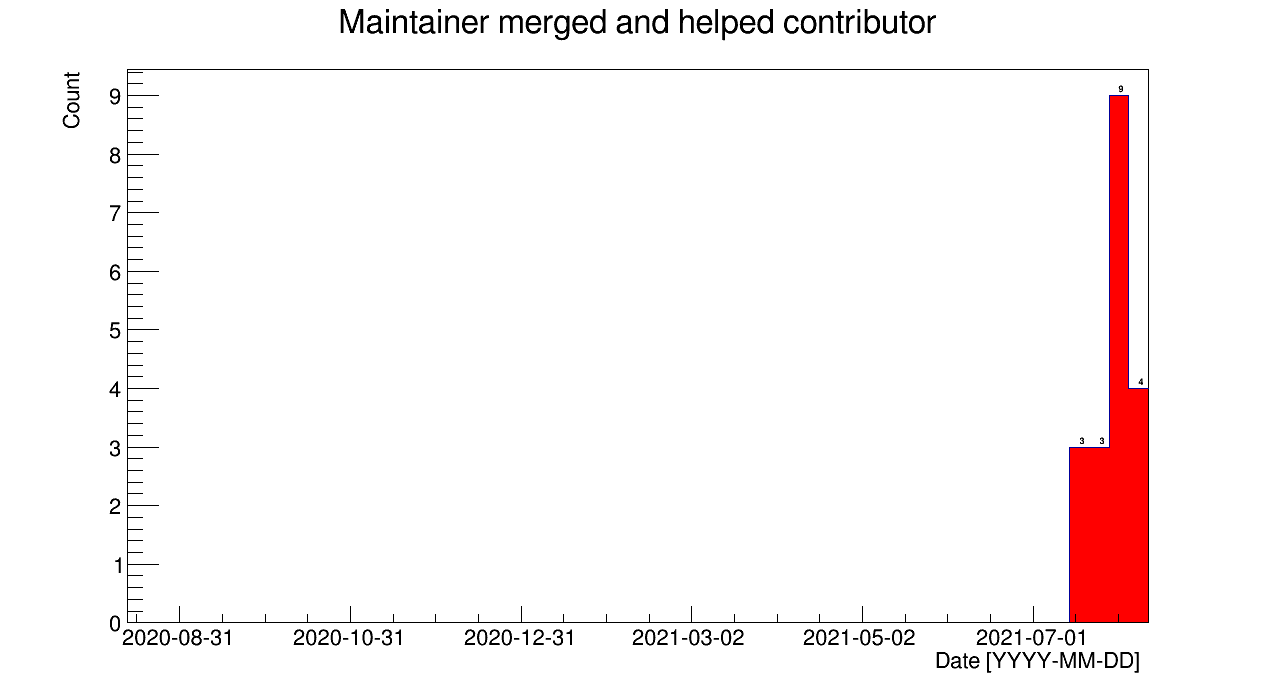 Maintainer merged and helped contributor
Count
9
8
7
6
5
4
3
2
1
0
3 3 9 4
2020-08-31 2020-10-31 2020-12-31 2021-03-02 2021-05-02 2021-07-01
Date [YYYY-MM-DD]